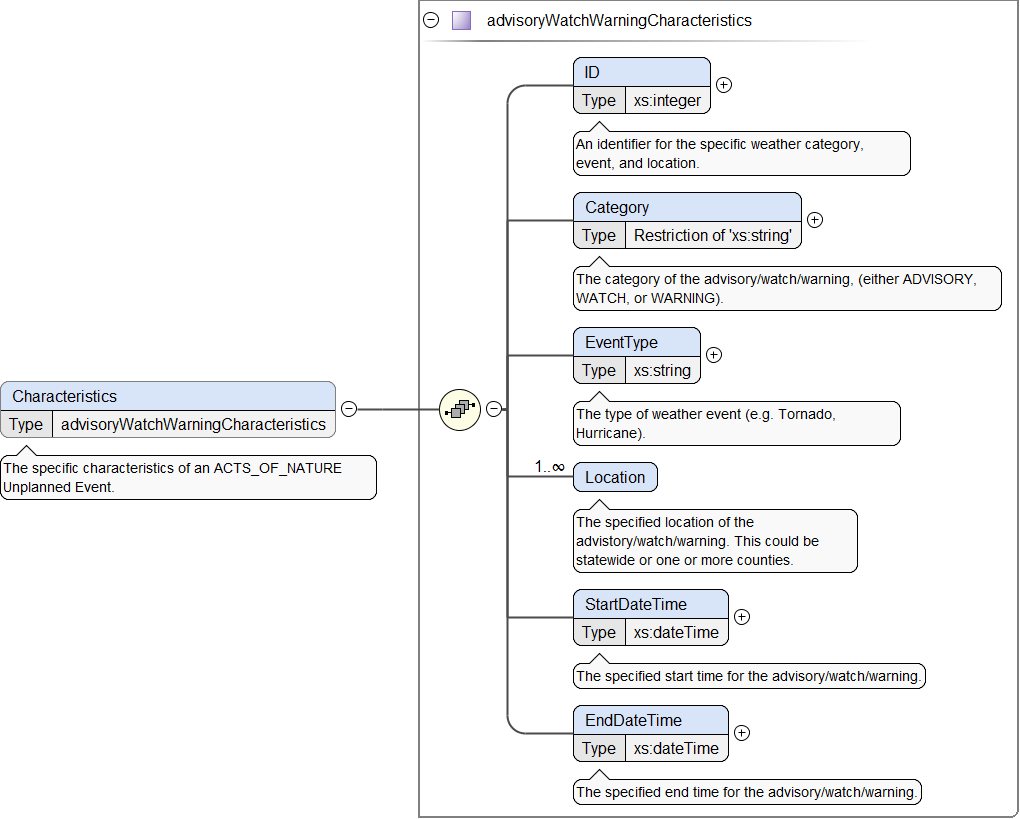 advisoryWatchWarningCharacteristics
ID
Type xs:integer
An identifier for the specific weather category,
event, and location.
Category
Type Restriction of 'xs:string'
The category of the advisory/watch/warning, (either ADVISORY,
WATCH, or WARNING).
EventType
Type xs:string
The type of weather event (e.g. Tornado,
Hurricane).
Characteristics
Type advisoryWatchWarningCharacteristics
The specific characteristics of an ACTS_OF_NATURE
Unplanned Event.
1..∞
Location
The specified location of the
advistory/watch/warning. This could be
statewide or one or more counties.
StartDateTime
Type xs:dateTime
The specified start time for the advisory/watch/warning.
EndDateTime
Type xs:dateTime
The specified end time for the advisory/watch/warning.